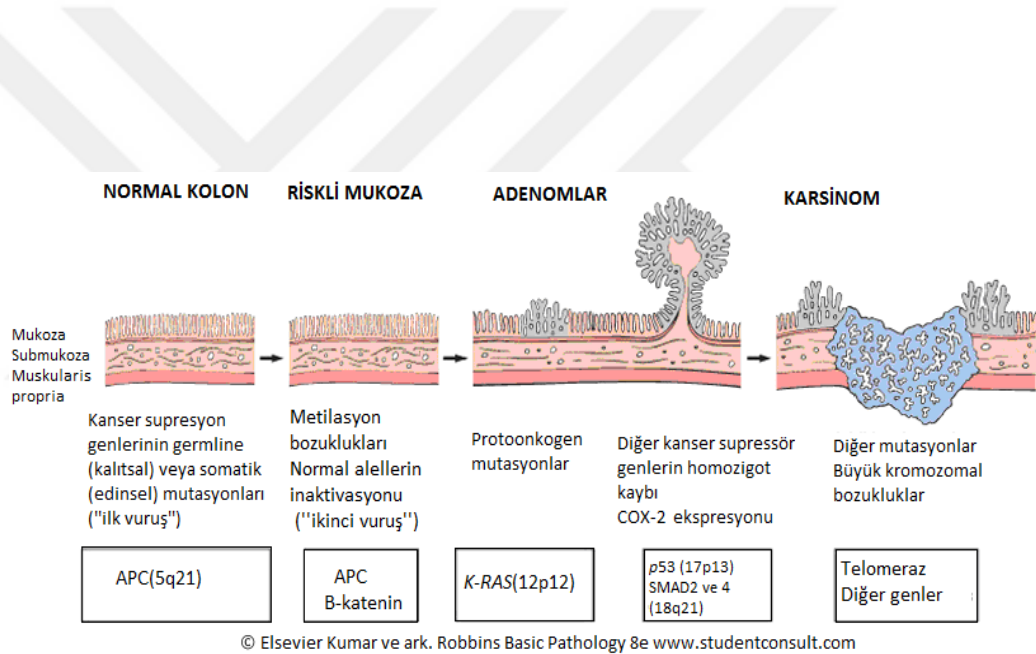 NORMAL KOLON
RİSKLİ MUKOZA
ADENOMLAR
KARSİNOM
Mukoza
Submukoza
Muskularis
propria
Kanser supresyon
genlerinin germline
(kalıtsal) veya somatik
(edinsel) mutasyonları
("ilk vuruş")
Metilasyon
bozuklukları
Normal alellerin
inaktivasyonu
(''ikinci vuruş'')
Protoonkogen
mutasyonlar
Diğer kanser supressör
genlerin homozigot
kaybı
COX-2 ekspresyonu
Diğer mutasyonlar
Büyük kromozomal
bozukluklar
APC(5q21)
APC
B-katenin
K-RAS(12p12)
p53 (17p13)
SMAD2 ve 4
(18q21)
Telomeraz
Diğer genler
© Elsevier Kumar ve ark. Robbins Basic Pathology 8e www.studentconsult.com